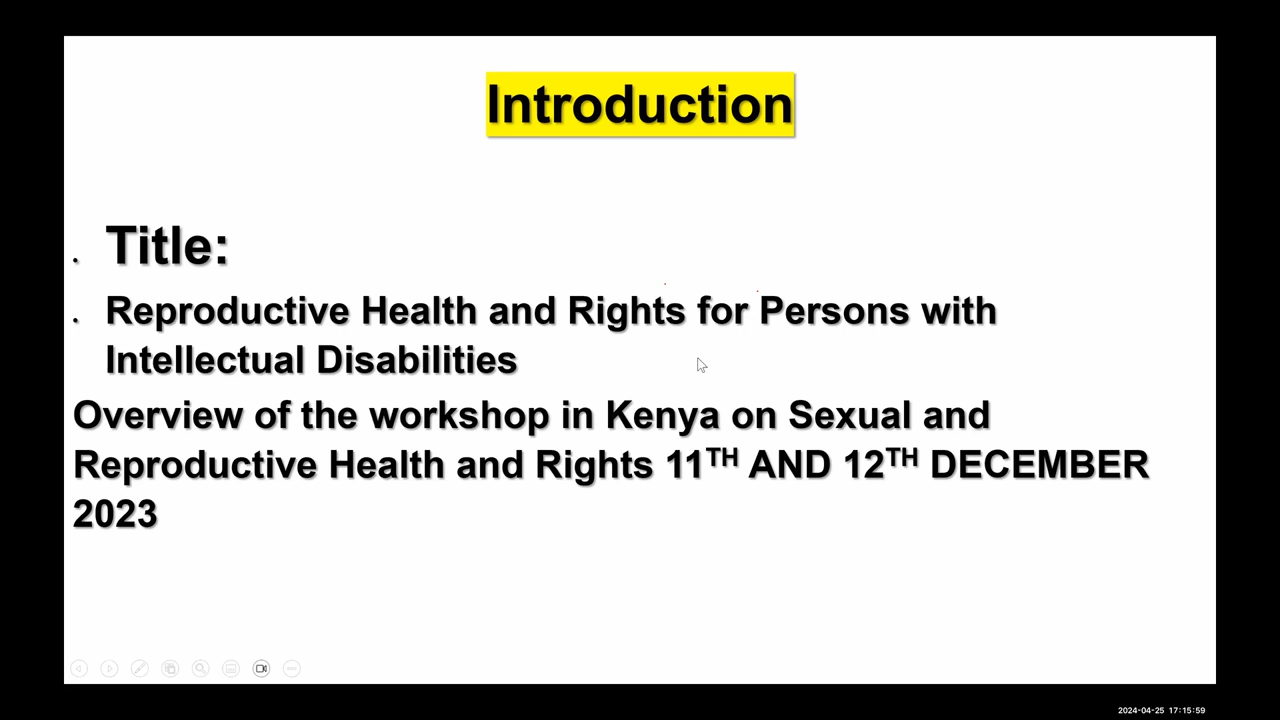 Introduction
. Title:
. Reproductive Health and Rights for Persons with
Intellectual Disabilities
Overview of the workshop in Kenya on Sexual and
Reproductive Health and Rights 11TH AND 12TH DECEMBER
2023
2024-04-25 17:15:59